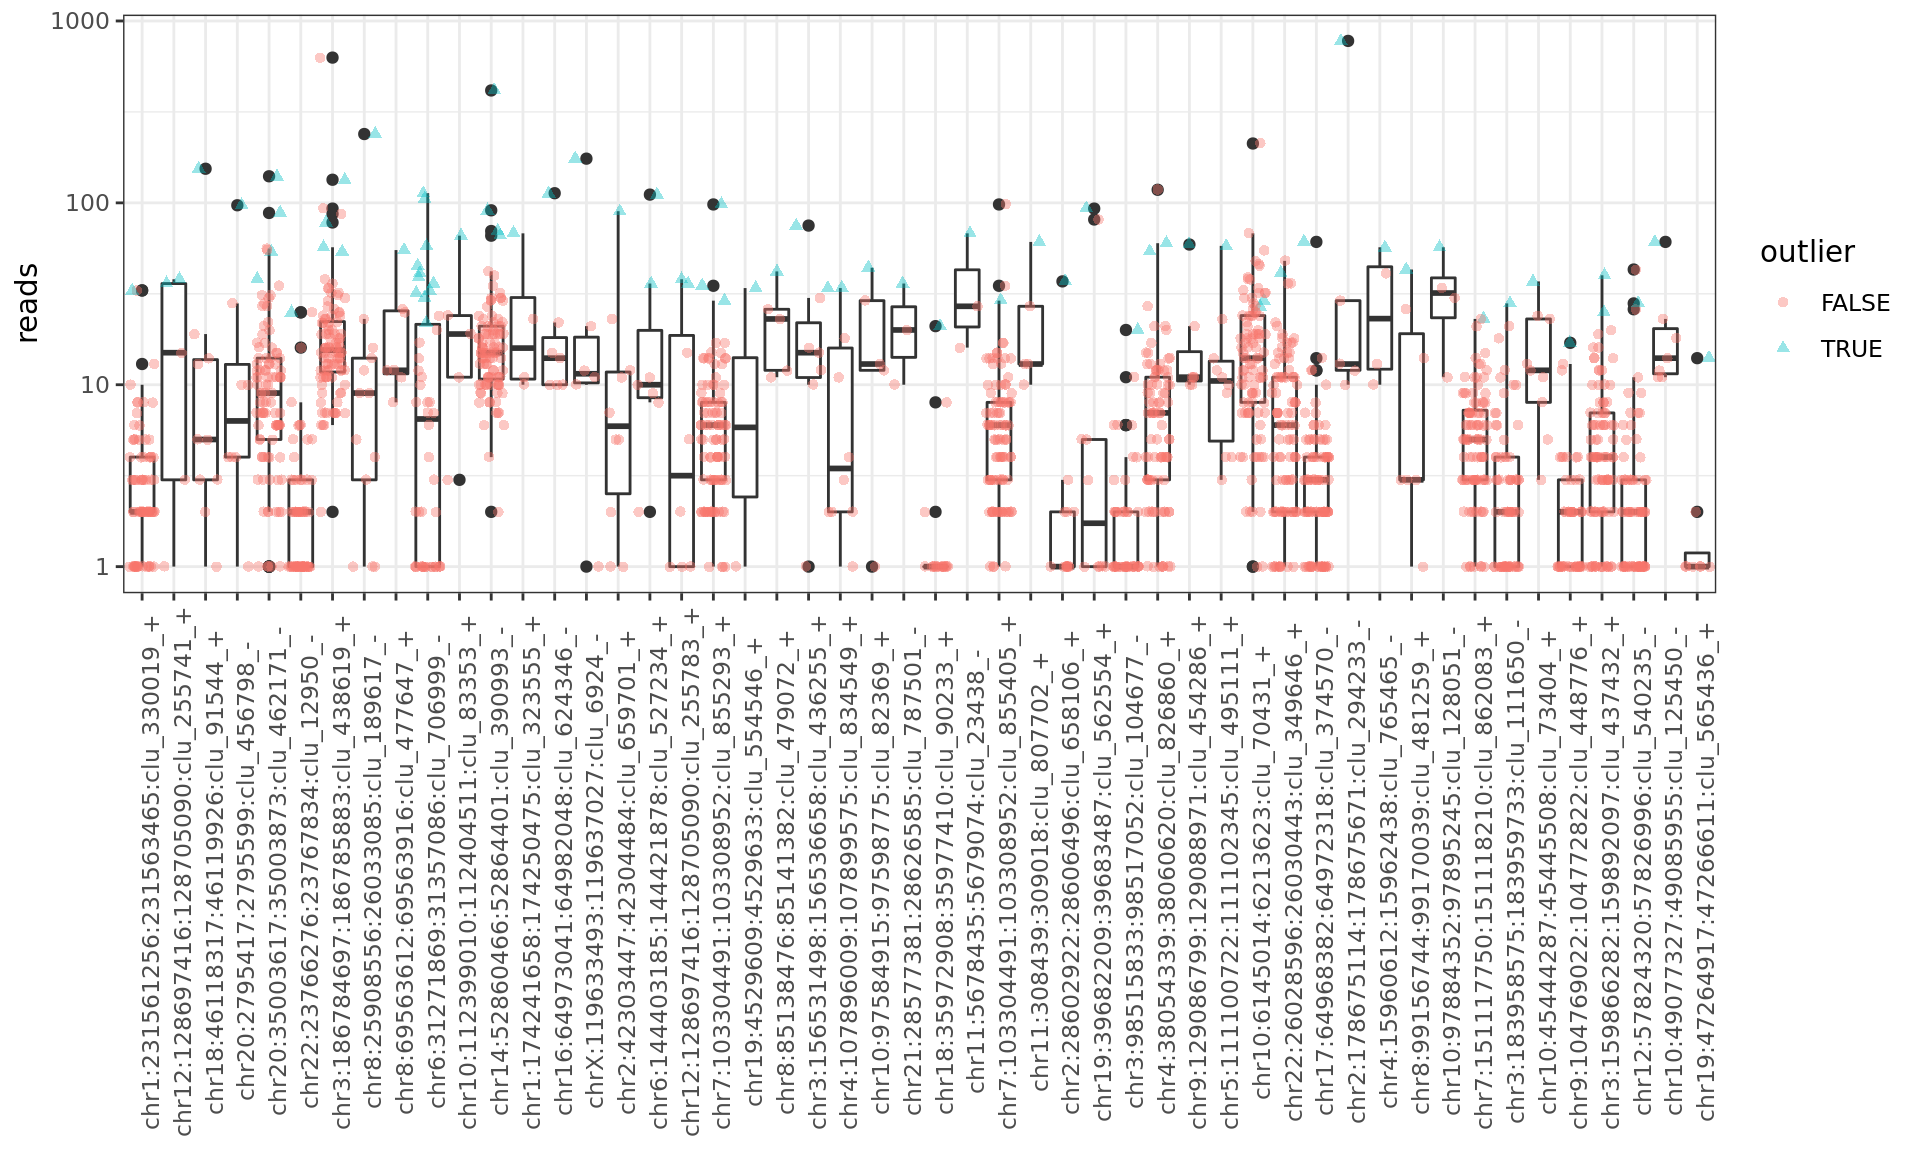 1000
100
10
1
reads
chr1:231561256:231563465:clu_330019_+
chr12:128697416:128705090:clu_255741_+
chr18:46118317:46119926:clu_91544_+
chr20:2795417:2795599:clu_456798_-
chr20:35003617:35003873:clu_462171_-
chr22:23766276:23767834:clu_12950_-
chr3:186784697:186785883:clu_438619_+
chr8:25908556:26033085:clu_189617_-
chr8:69563612:69563916:clu_477647_+
chr6:31271869:31357086:clu_706999_-
chr10:112399010:112404511:clu_83353_+
chr14:52860466:52864401:clu_390993_-
chr1:174241658:174250475:clu_323555_+
chr16:64973041:64982048:clu_624346_-
chrX:119633493:119637027:clu_6924_-
chr2:42303447:42304484:clu_659701_+
chr6:144403185:144421878:clu_527234_+
chr12:128697416:128705090:clu_255783_+
chr7:103304491:103308952:clu_855293_+
chr19:4529609:4529633:clu_554546_+
chr8:85138476:85141382:clu_479072_+
chr3:156531498:156536658:clu_436255_+
chr4:107896009:107899575:clu_834549_+
chr10:97584915:97598775:clu_82369_+
chr21:28577381:28626585:clu_787501_-
chr18:35972908:35977410:clu_90233_+
chr11:5678435:5679074:clu_23438_-
chr7:103304491:103308952:clu_855405_+
chr11:3084339:309018:clu_807702_+
chr2:28602922:28606496:clu_658106_+
chr19:39682209:39683487:clu_562554_+
chr3:98515833:98517052:clu_104677_-
chr4:38054339:38060620:clu_826860_+
chr9:129086799:129088971:clu_454286_+
chr5:111100722:111102345:clu_495111_+
chr10:62145014:6213623:clu_70431_+
chr22:26028596:26030443:clu_349646_+
chr17:64968382:64972318:clu_374570_-
chr2:178675114:178675671:clu_294233_-
chr4:15960612:15962438:clu_765465_-
chr8:99156744:99170039:clu_481259_+
chr10:97884352:97895245:clu_128051_-
chr7:151117750:151118210:clu_862083_+
chr3:183958575:183959733:clu_111650_-
chr10:45444287:45445508:clu_73404_+
chr9:104769022:104772822:clu_448776_+
chr3:159866282:159892097:clu_437432_+
chr12:57824320:57826996:clu_540235_-
chr10:49077327:49085955:clu_125450_-
chr19:47264917:47266611:clu_565436_+
outlier
FALSE
TRUE